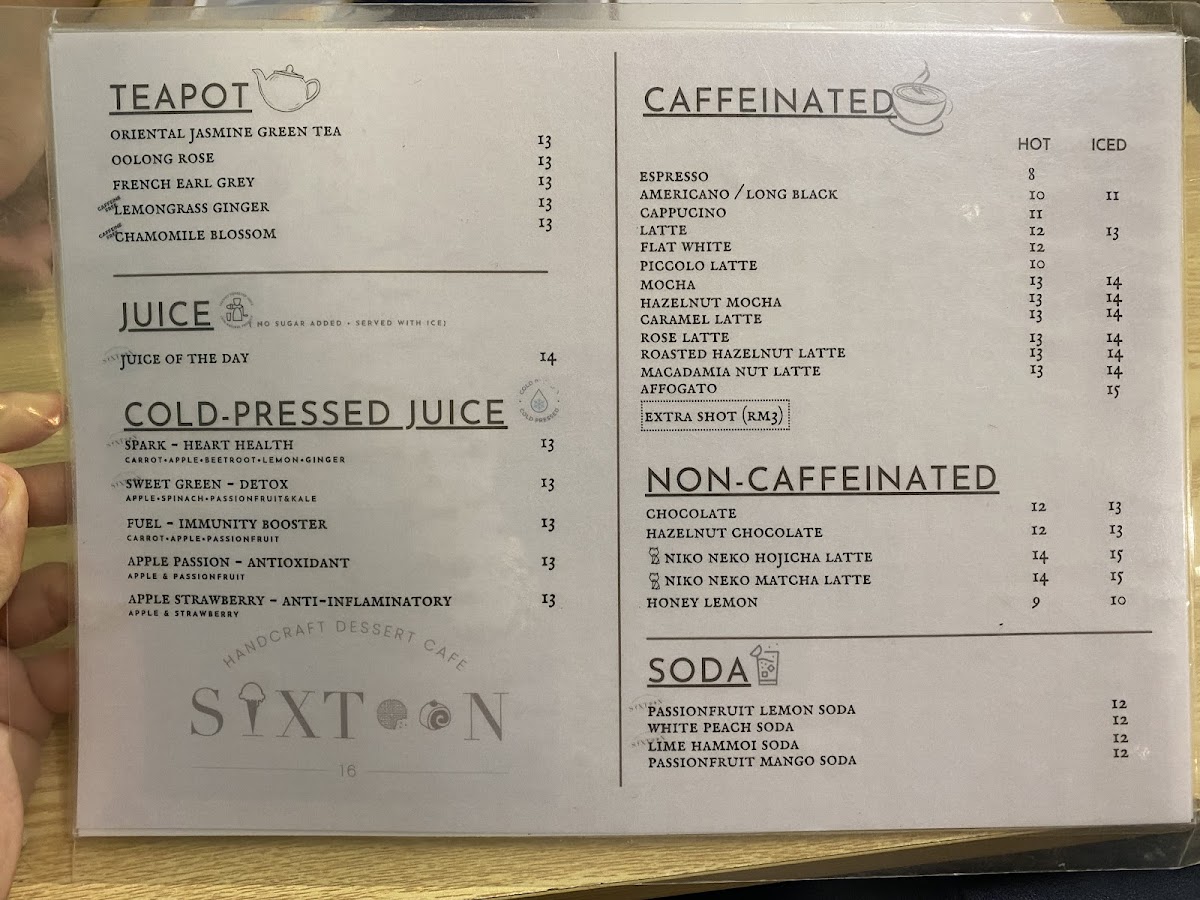 TEAPOT
ORIENTAL JASMINE GREEN TEA 13
OOLONG ROSE 13
FRENCH EARL GREY 13
CAFFEINE FREE LEMONGRASS GINGER 13
CAFFEINE FREE CHAMOMILE BLOSSOM 13
JUICE
( NO SUGAR ADDED • SERVED WITH ICE)
JUICE OF THE DAY 14
COLD-PRESSED JUICE
COLD PRESSED
SPARK - HEART HEALTH 13
CARROT•APPLE•BEETROOT•LEMON•GINGER
SWEET GREEN - DETOX 13
APPLE•SPINACH•PASSIONFRUIT&KALE
FUEL - IMMUNITY BOOSTER 13
CARROT•APPLE•PASSIONFRUIT
APPLE PASSION - ANTIOXIDANT 13
APPLE & PASSIONFRUIT
APPLE STRAWBERRY - ANTI-INFLAMINATORY 13
APPLE & STRAWBERRY
HANDCRAFT DESSERT CAFE
SIXTOON
16
CAFFEINATED
HOT ICED
ESPRESSO 8
AMERICANO / LONG BLACK 10 11
CAPPUCINO 11
LATTE 12 13
FLAT WHITE 12
PICCOLO LATTE 10
MOCHA 13 14
HAZELNUT MOCHA 13 14
CARAMEL LATTE 13 14
ROSE LATTE 13 14
ROASTED HAZELNUT LATTE 13 14
MACADAMIA NUT LATTE 13 14
AFFOGATO 15
EXTRA SHOT (RM3)
NON-CAFFEINATED
CHOCOLATE 12 13
HAZELNUT CHOCOLATE 12 13
NIKO NEKO HOJICHA LATTE 14 15
NIKO NEKO MATCHA LATTE 14 15
HONEY LEMON 9 10
SODA
PASSIONFRUIT LEMON SODA 12
WHITE PEACH SODA 12
LIME HAMMOI SODA 12
PASSIONFRUIT MANGO SODA 12